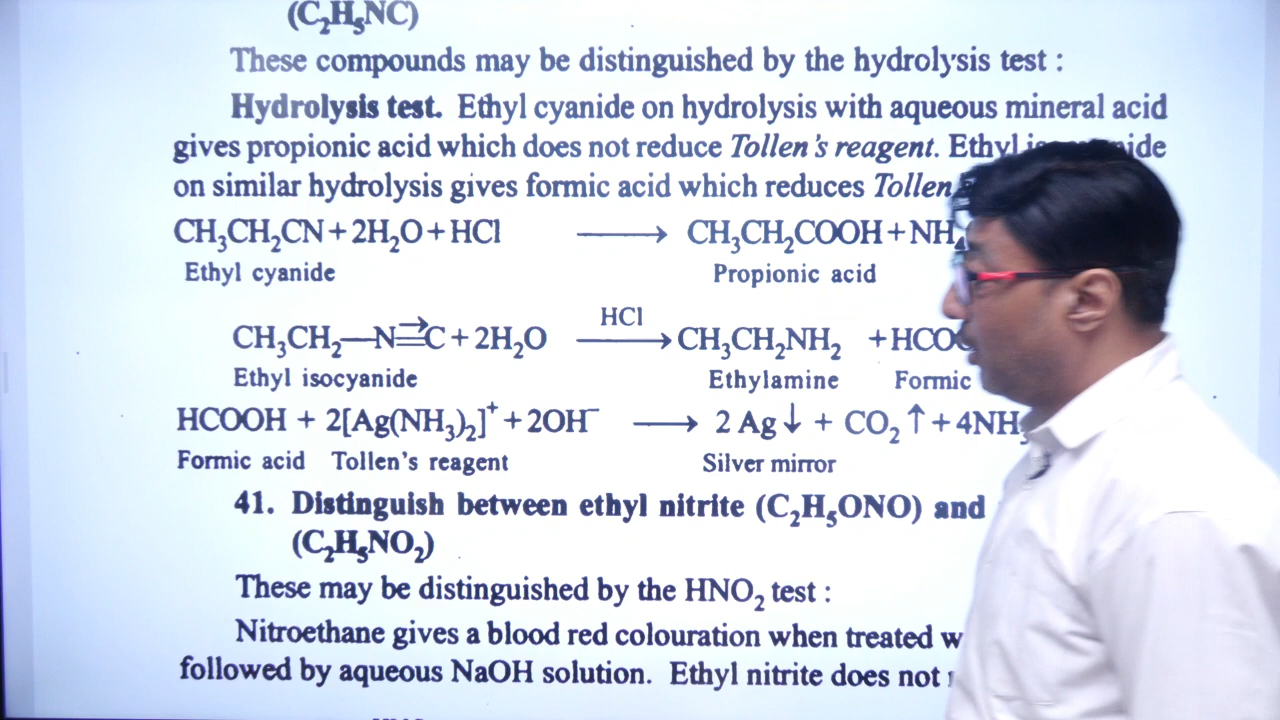 (C₂H₅NC)
These compounds may be distinguished by the hydrolysis test :
Hydrolysis test. Ethyl cyanide on hydrolysis with aqueous mineral acid
gives propionic acid which does not reduce Tollen's reagent. Ethyl
on similar hydrolysis gives formic acid which reduces Tollen
CH₃CH₂CN + 2H₂O + HCl ⟶ CH₃CH₂COOH + NH₄
Ethyl cyanide Propionic acid
HCl
CH₃CH₂—N≡C + 2H₂O ⟶ CH₃CH₂NH₂ + HCOO
Ethyl isocyanide Ethylamine Formic
HCOOH + 2[Ag(NH₃)₂]⁺ + 2OH⁻ ⟶ 2 Ag↓ + CO₂↑ + 4NH₃
Formic acid Tollen's reagent Silver mirror
41. Distinguish between ethyl nitrite (C₂H₅ONO) and
(C₂H₅NO₂)
These may be distinguished by the HNO₂ test :
Nitroethane gives a blood red colouration when treated w
followed by aqueous NaOH solution. Ethyl nitrite does not